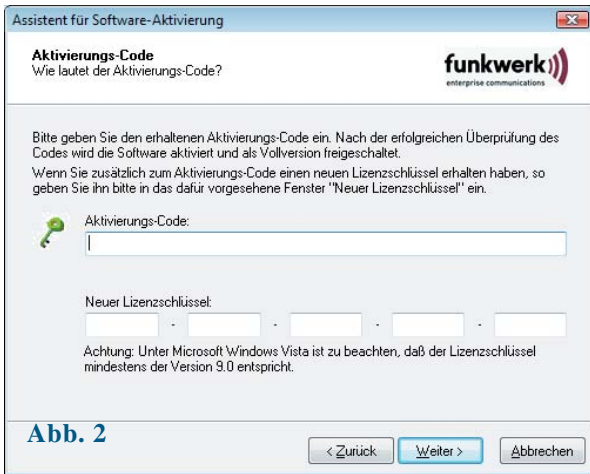 Assistent für Software-Aktivierung
Aktivierungs-Code
Wie lautet der Aktivierungs-Code?
funkwerk
enterprise communications
Bitte geben Sie den erhaltenen Aktivierungs-Code ein. Nach der erfolgreichen Überprüfung des
Codes wird die Software aktiviert und als Vollversion freigeschaltet.
Wenn Sie zusätzlich zum Aktivierungs-Code einen neuen Lizenzschlüssel erhalten haben, so
geben Sie ihn bitte in das dafür vorgesehene Fenster "Neuer Lizenzschlüssel" ein.
Aktivierungs-Code:
Neuer Lizenzschlüssel:
- - - -
Achtung: Unter Microsoft Windows Vista ist zu beachten, daß der Lizenzschlüssel
mindestens der Version 9.0 entspricht.
Abb. 2
< Zurück Weiter > Abbrechen